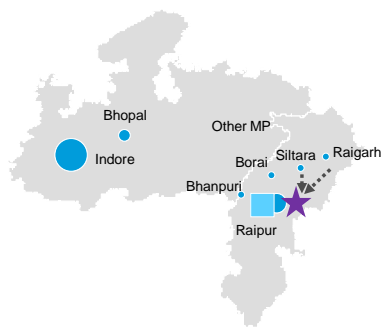 Bhopal
Indore
Other MP
Borai
Siltara
Raigarh
Bhanpuri
Raipur